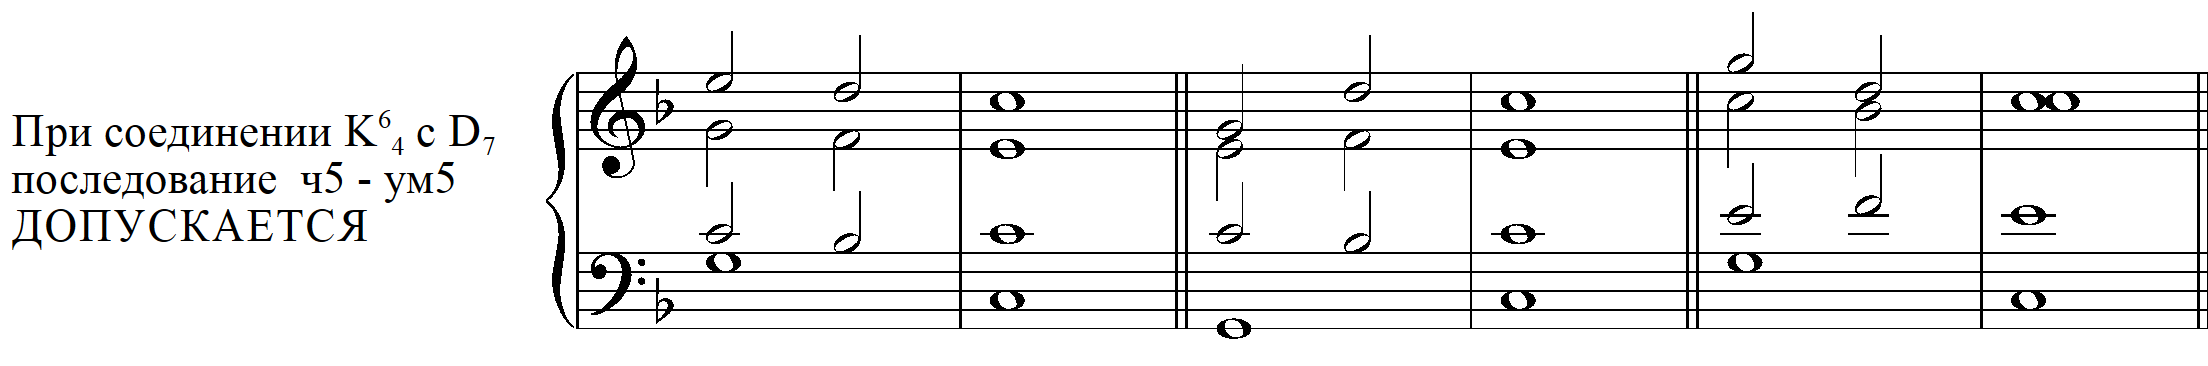 При соединении K⁶₄ с D₇
последование ч5 - ум5
ДОПУСКАЕТСЯ